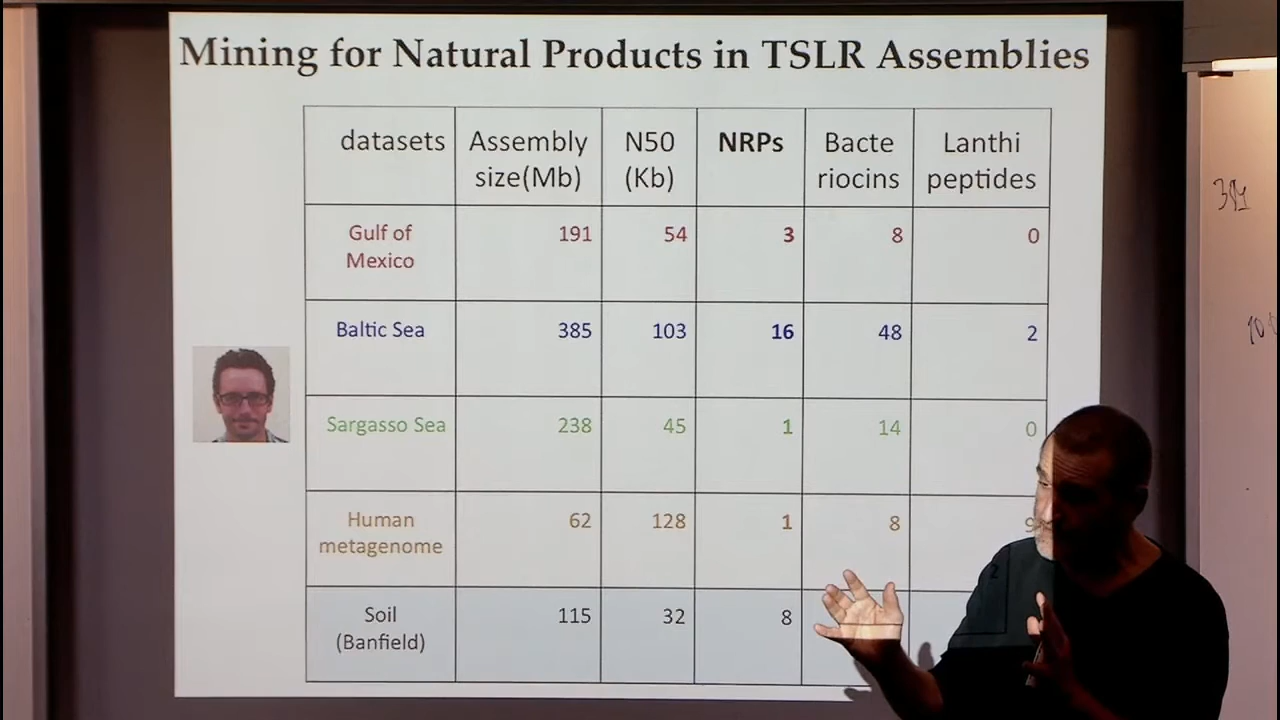 Mining for Natural Products in TSLR Assemblies
datasets Assembly size(Mb) N50 (Kb) NRPs Bacte riocins Lanthi peptides
Gulf of Mexico 191 54 3 8 0
Baltic Sea 385 103 16 48 2
Sargasso Sea 238 45 1 14 0
Human metagenome 62 128 1 8 9
Soil (Banfield) 115 32 8